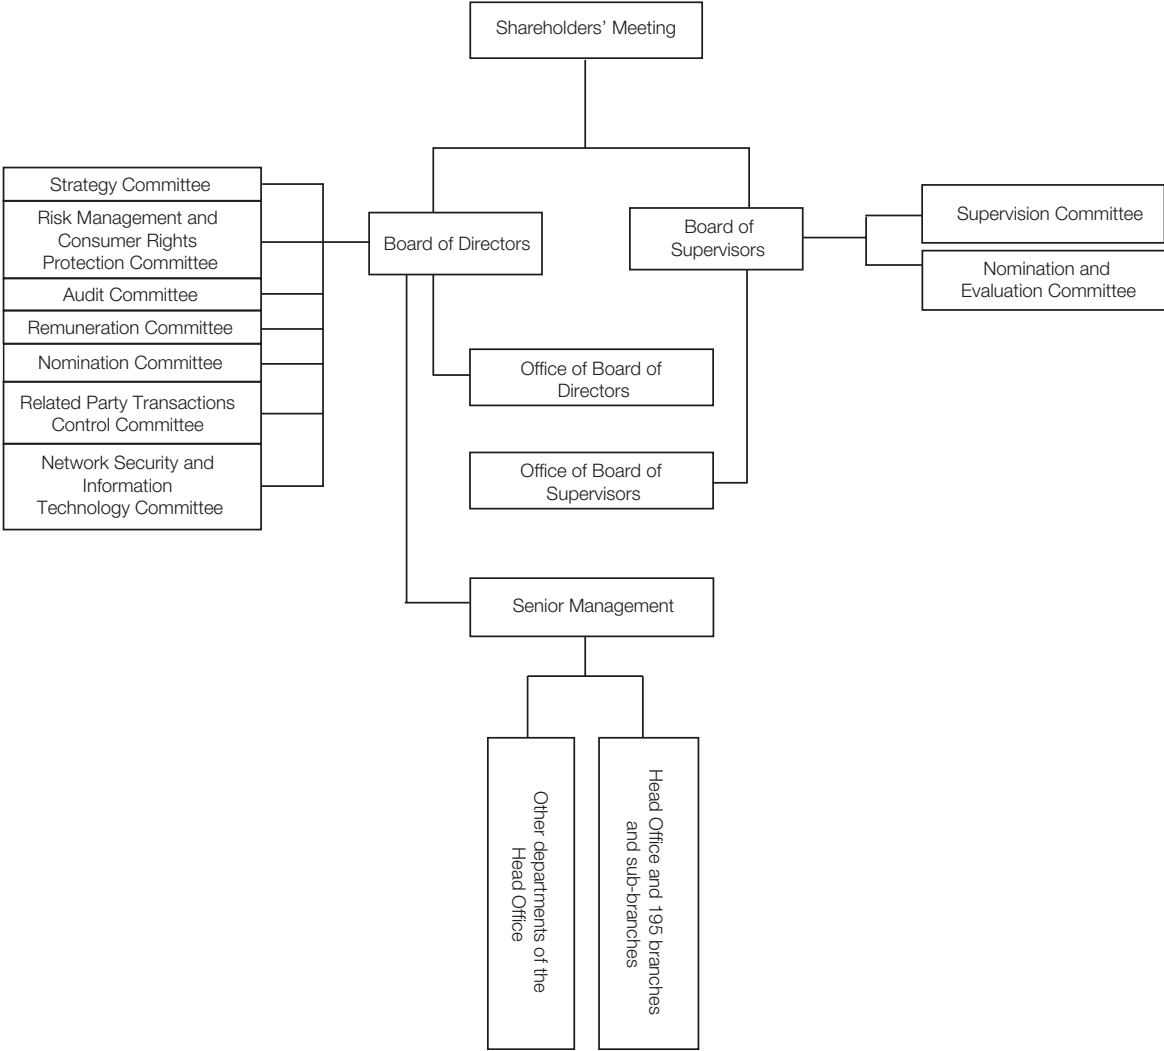 Shareholders’ Meeting
Strategy Committee
Risk Management and
Consumer Rights
Protection Committee
Audit Committee
Remuneration Committee
Nomination Committee
Related Party Transactions
Control Committee
Network Security and
Information
Technology Committee
Board of Directors
Board of
Supervisors
Supervision Committee
Nomination and
Evaluation Committee
Office of Board of
Directors
Office of Board of
Supervisors
Senior Management
Other departments of the
Head Office
Head Office and 195 branches
and sub-branches